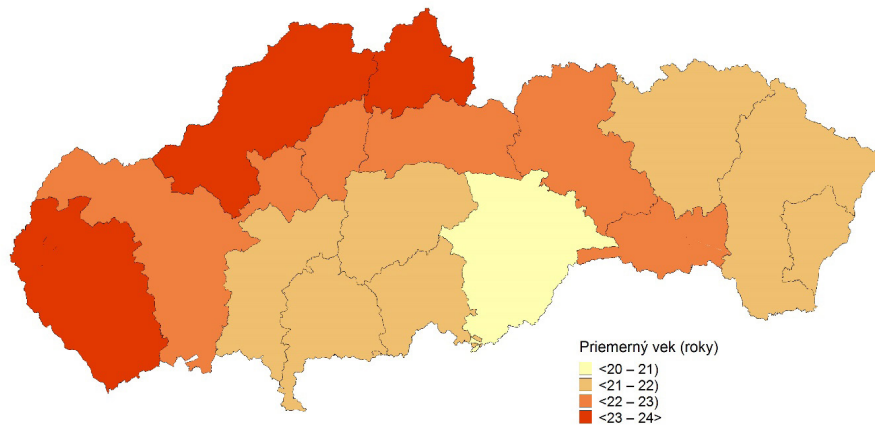 Priemerný vek (roky)
<20 – 21)
<21 – 22)
<22 – 23)
<23 – 24>